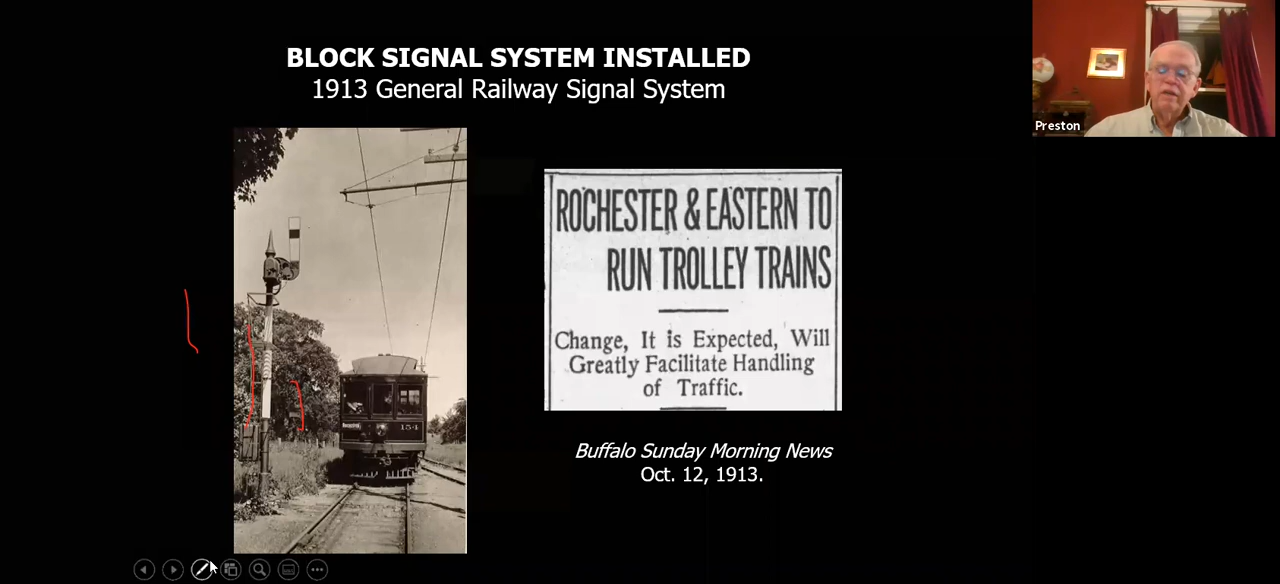 BLOCK SIGNAL SYSTEM INSTALLED
1913 General Railway Signal System
Preston
ROCHESTER & EASTERN TO
RUN TROLLEY TRAINS
Change, It is Expected, Will
Greatly Facilitate Handling
of Traffic.
154
Buffalo Sunday Morning News
Oct. 12, 1913.